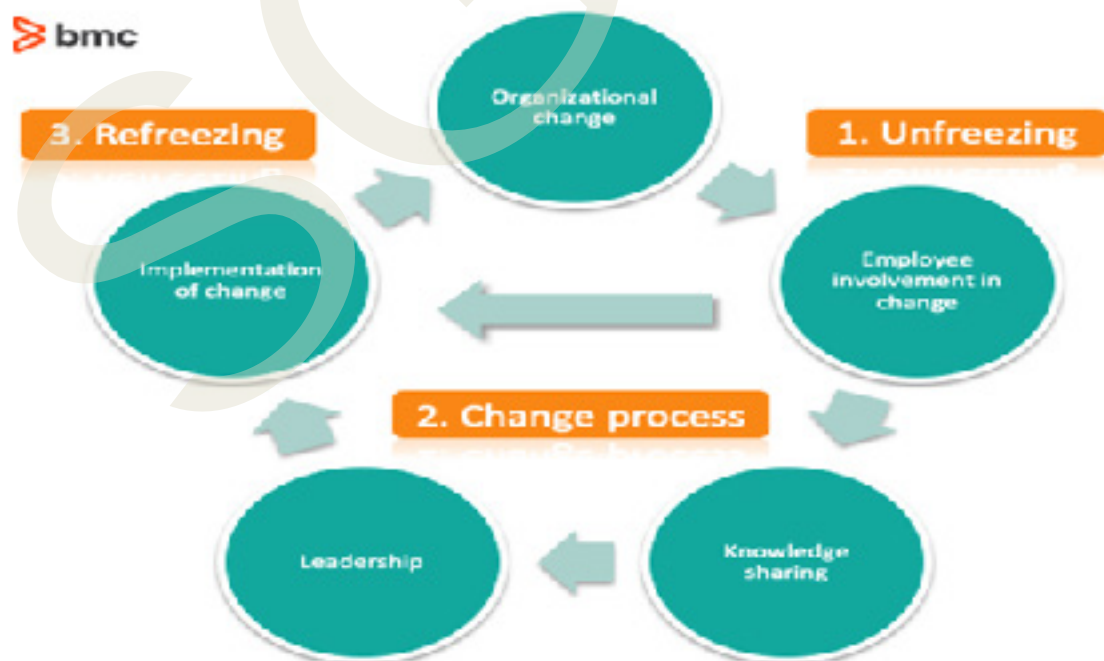 bmc
Organizational
change
3. Refreezing
1. Unfreezing
Implementation
of change
Employee
involvement in
change
2. Change process
Leadership
Knowledge
sharing